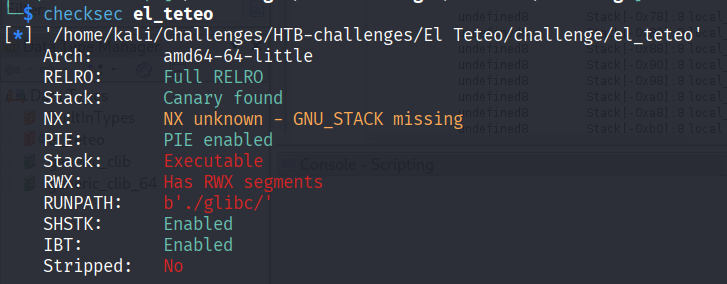 └─$ checksec el_teteo
[*] '/home/kali/Challenges/HTB-challenges/El Teteo/challenge/el_teteo'
Arch: amd64-64-little
RELRO: Full RELRO
Stack: Canary found
NX: NX unknown - GNU_STACK missing
PIE: PIE enabled
Stack: Executable
RWX: Has RWX segments
RUNPATH: b'./glibc/'
SHSTK: Enabled
IBT: Enabled
Stripped: No
Console - Scripting